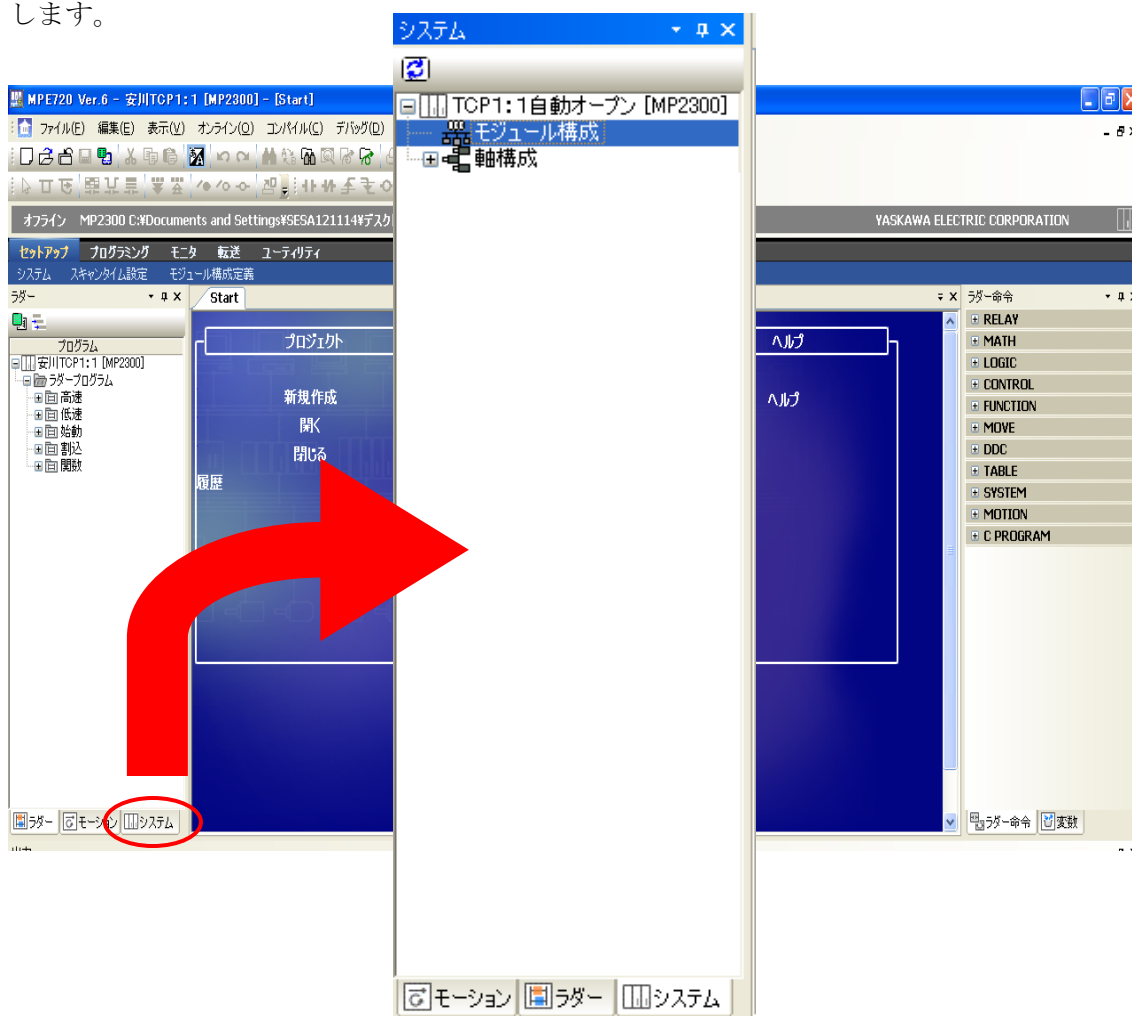 します。
システム
TCP1:1自動オープン [MP2300]
モジュール構成
軸構成
モーション ラダー システム
MPE720 Ver.6 - 安川TCP1:1 [MP2300] - [Start]
ファイル(F) 編集(E) 表示(V) オンライン(O) コンパイル(C) デバッグ(D)
オフライン MP2300 C:¥Documents and Settings¥SESA121114¥デスク
YASKAWA ELECTRIC CORPORATION
セットアップ プログラミング モニタ 転送 ユーティリティ
システム スキャンタイム設定 モジュール構成定義
ラダー
プログラム
安川TCP1:1 [MP2300]
ラダープログラム
高速
低速
始動
割込
関数
ラダー モーション システム
Start
プロジェクト
新規作成
開く
閉じる
履歴
ヘルプ
ヘルプ
ラダー命令
RELAY
MATH
LOGIC
CONTROL
FUNCTION
MOVE
DDC
TABLE
SYSTEM
MOTION
C PROGRAM
ラダー命令 変数